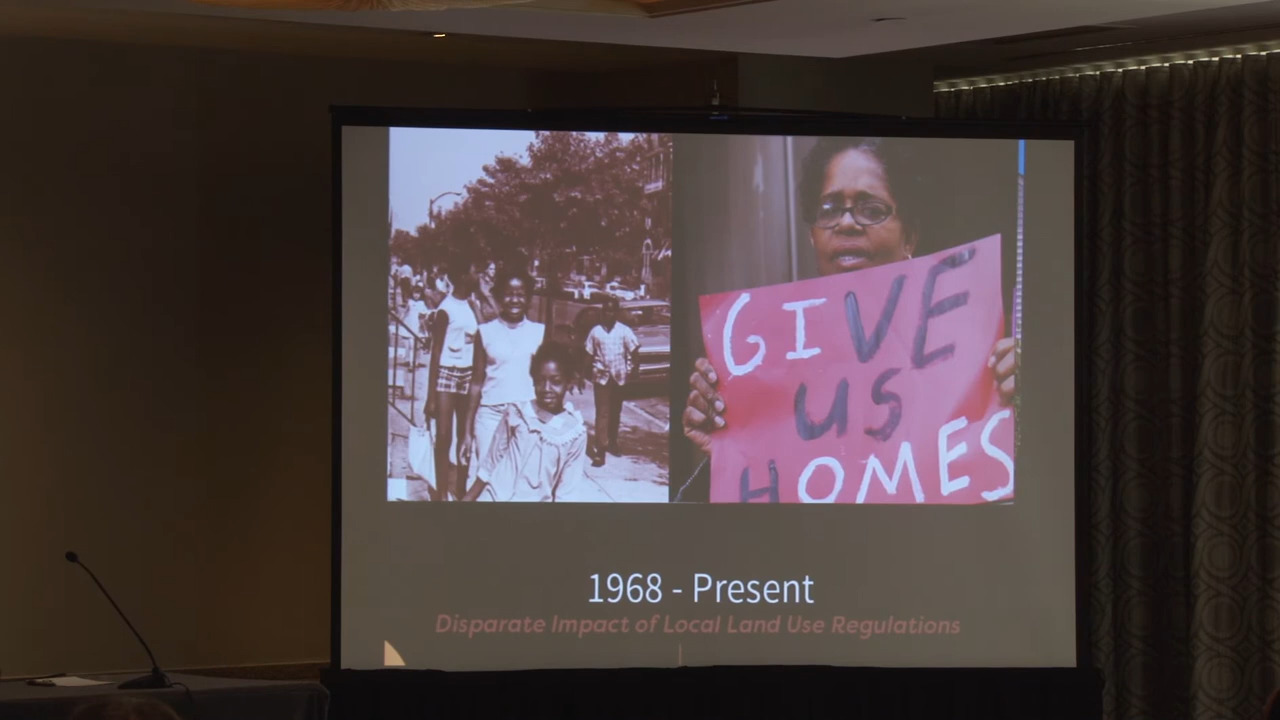 GIVE
US
HOMES
1968 - Present
Disparate Impact of Local Land Use Regulations